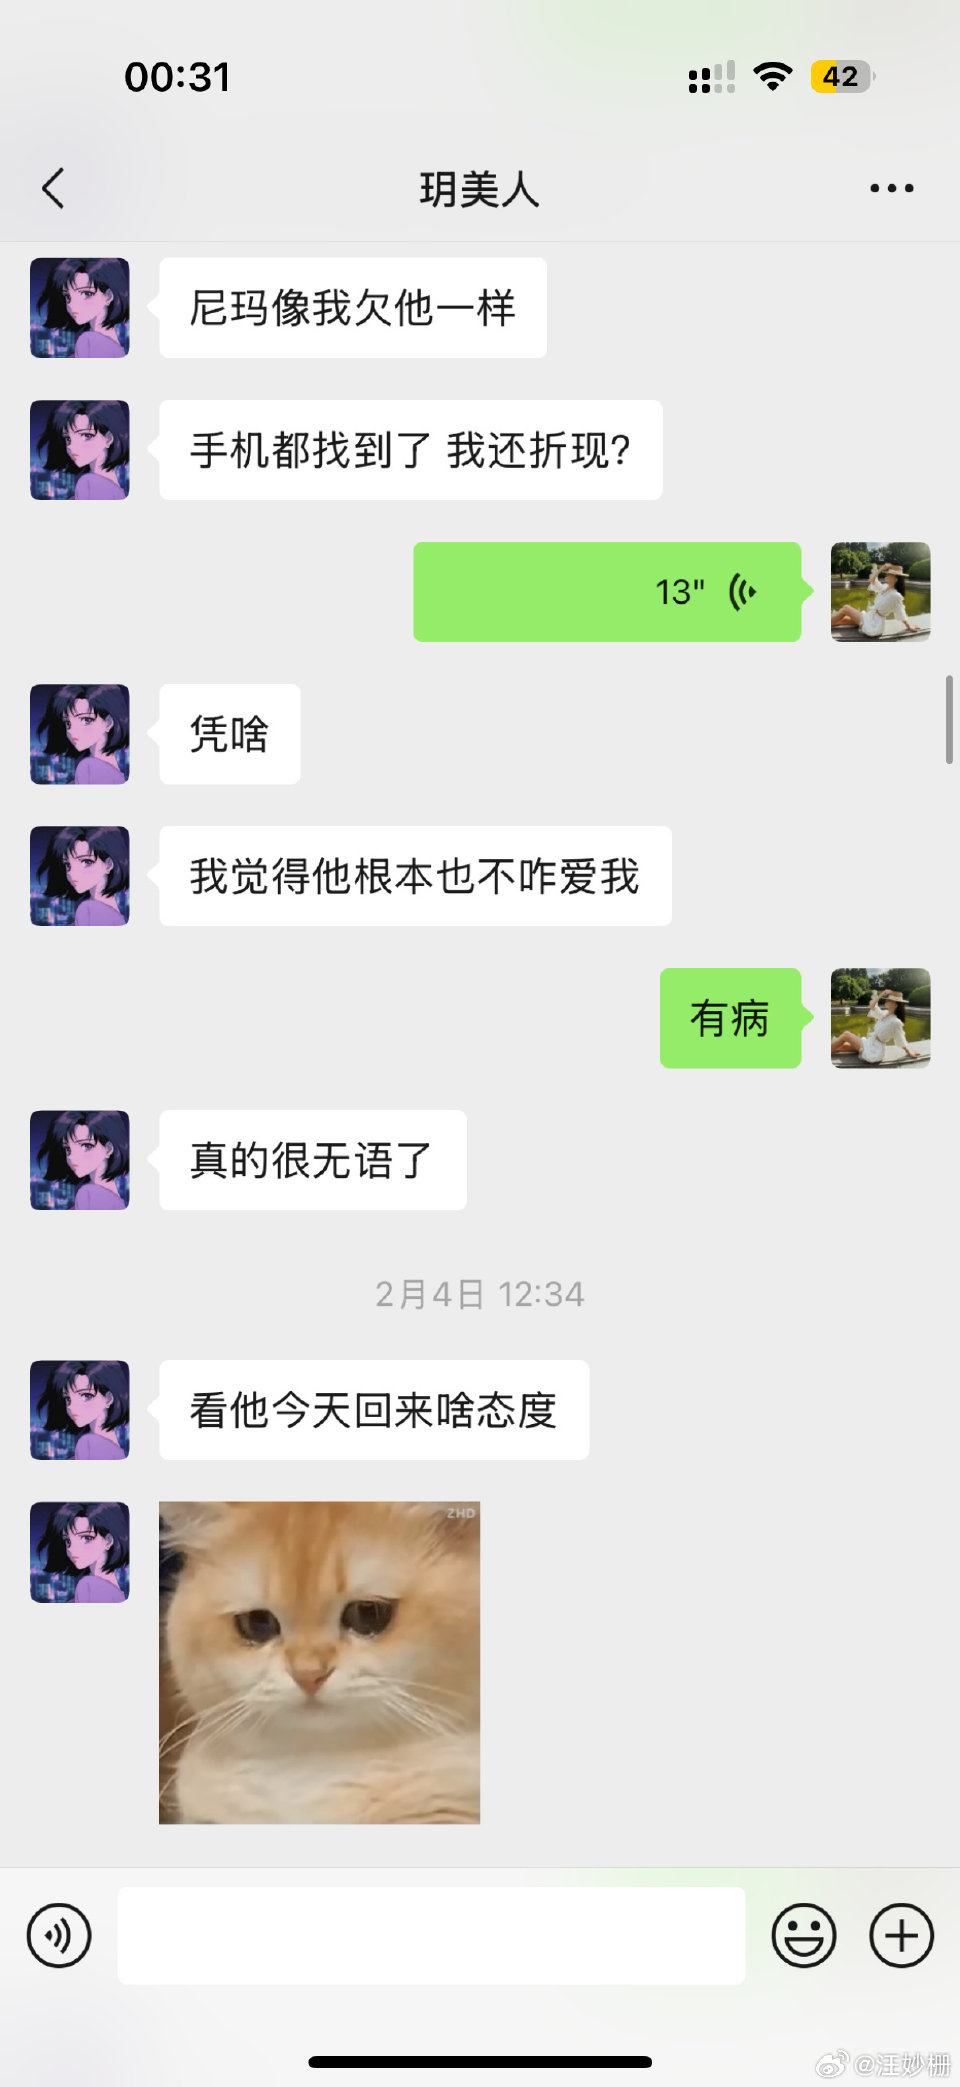 00:31
42
玥美人
尼玛像我欠他一样
手机都找到了 我还折现?
13"
凭啥
我觉得他根本也不咋爱我
有病
真的很无语了
2月4日 12:34
看他今天回来啥态度
ZHD
@汪妙栅